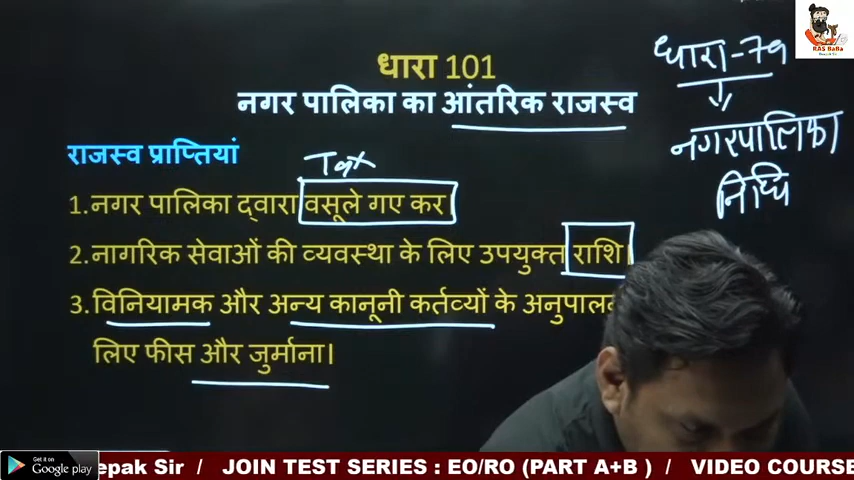 RAS BaBa
धारा 101
धारा-79
नगर पालिका का आंतरिक राजस्व
नगरपालिका
निधि
राजस्व प्राप्तियां
Tax
1.नगर पालिका द्वारा वसूले गए कर
2.नागरिक सेवाओं की व्यवस्था के लिए उपयुक्त राशि।
3.विनियामक और अन्य कानूनी कर्तव्यों के
लिए फीस और जुर्माना।
Get it on
Google play
epak Sir / JOIN TEST SERIES : EO/RO (PART A+B ) / VIDEO COURSE